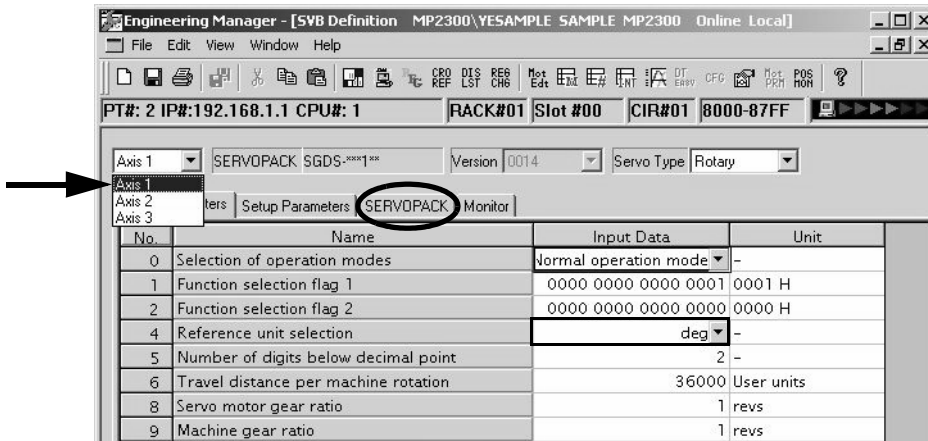 Engineering Manager - [SVB Definition MP2300\YESAMPLE SAMPLE MP2300 Online Local]
File Edit View Window Help
CRO REF DIS LST REG CHG Mot Edt CFG Mot PRM POS MON
PT#: 2 IP#:192.168.1.1 CPU#: 1 RACK#01 Slot #00 CIR#01 8000-87FF
Axis 1 SERVOPACK SGDS-***1** Version 0014 Servo Type Rotary
Axis 1
Axis 2
Axis 3
ters Setup Parameters SERVOPACK Monitor
No. Name Input Data Unit
0 Selection of operation modes Normal operation mode -
1 Function selection flag 1 0000 0000 0000 0001 0001 H
2 Function selection flag 2 0000 0000 0000 0000 0000 H
4 Reference unit selection deg -
5 Number of digits below decimal point 2 -
6 Travel distance per machine rotation 36000 User units
8 Servo motor gear ratio 1 revs
9 Machine gear ratio 1 revs